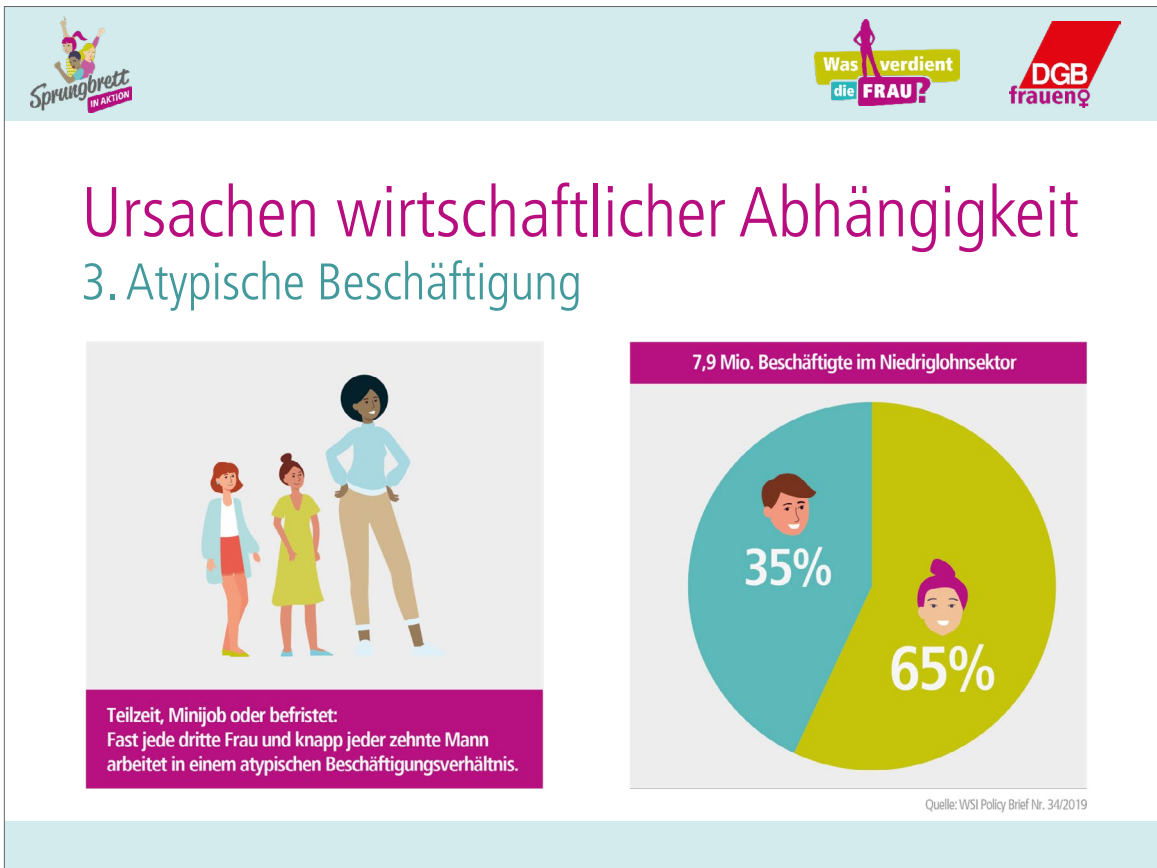 Sprungbrett
IN AKTION
Was verdient
die FRAU?
DGB
frauen
Ursachen wirtschaftlicher Abhängigkeit
3. Atypische Beschäftigung
Teilzeit, Minijob oder befristet:
Fast jede dritte Frau und knapp jeder zehnte Mann
arbeitet in einem atypischen Beschäftigungsverhältnis.
7,9 Mio. Beschäftigte im Niedriglohnsektor
35%
65%
Quelle: WSI Policy Brief Nr. 34/2019